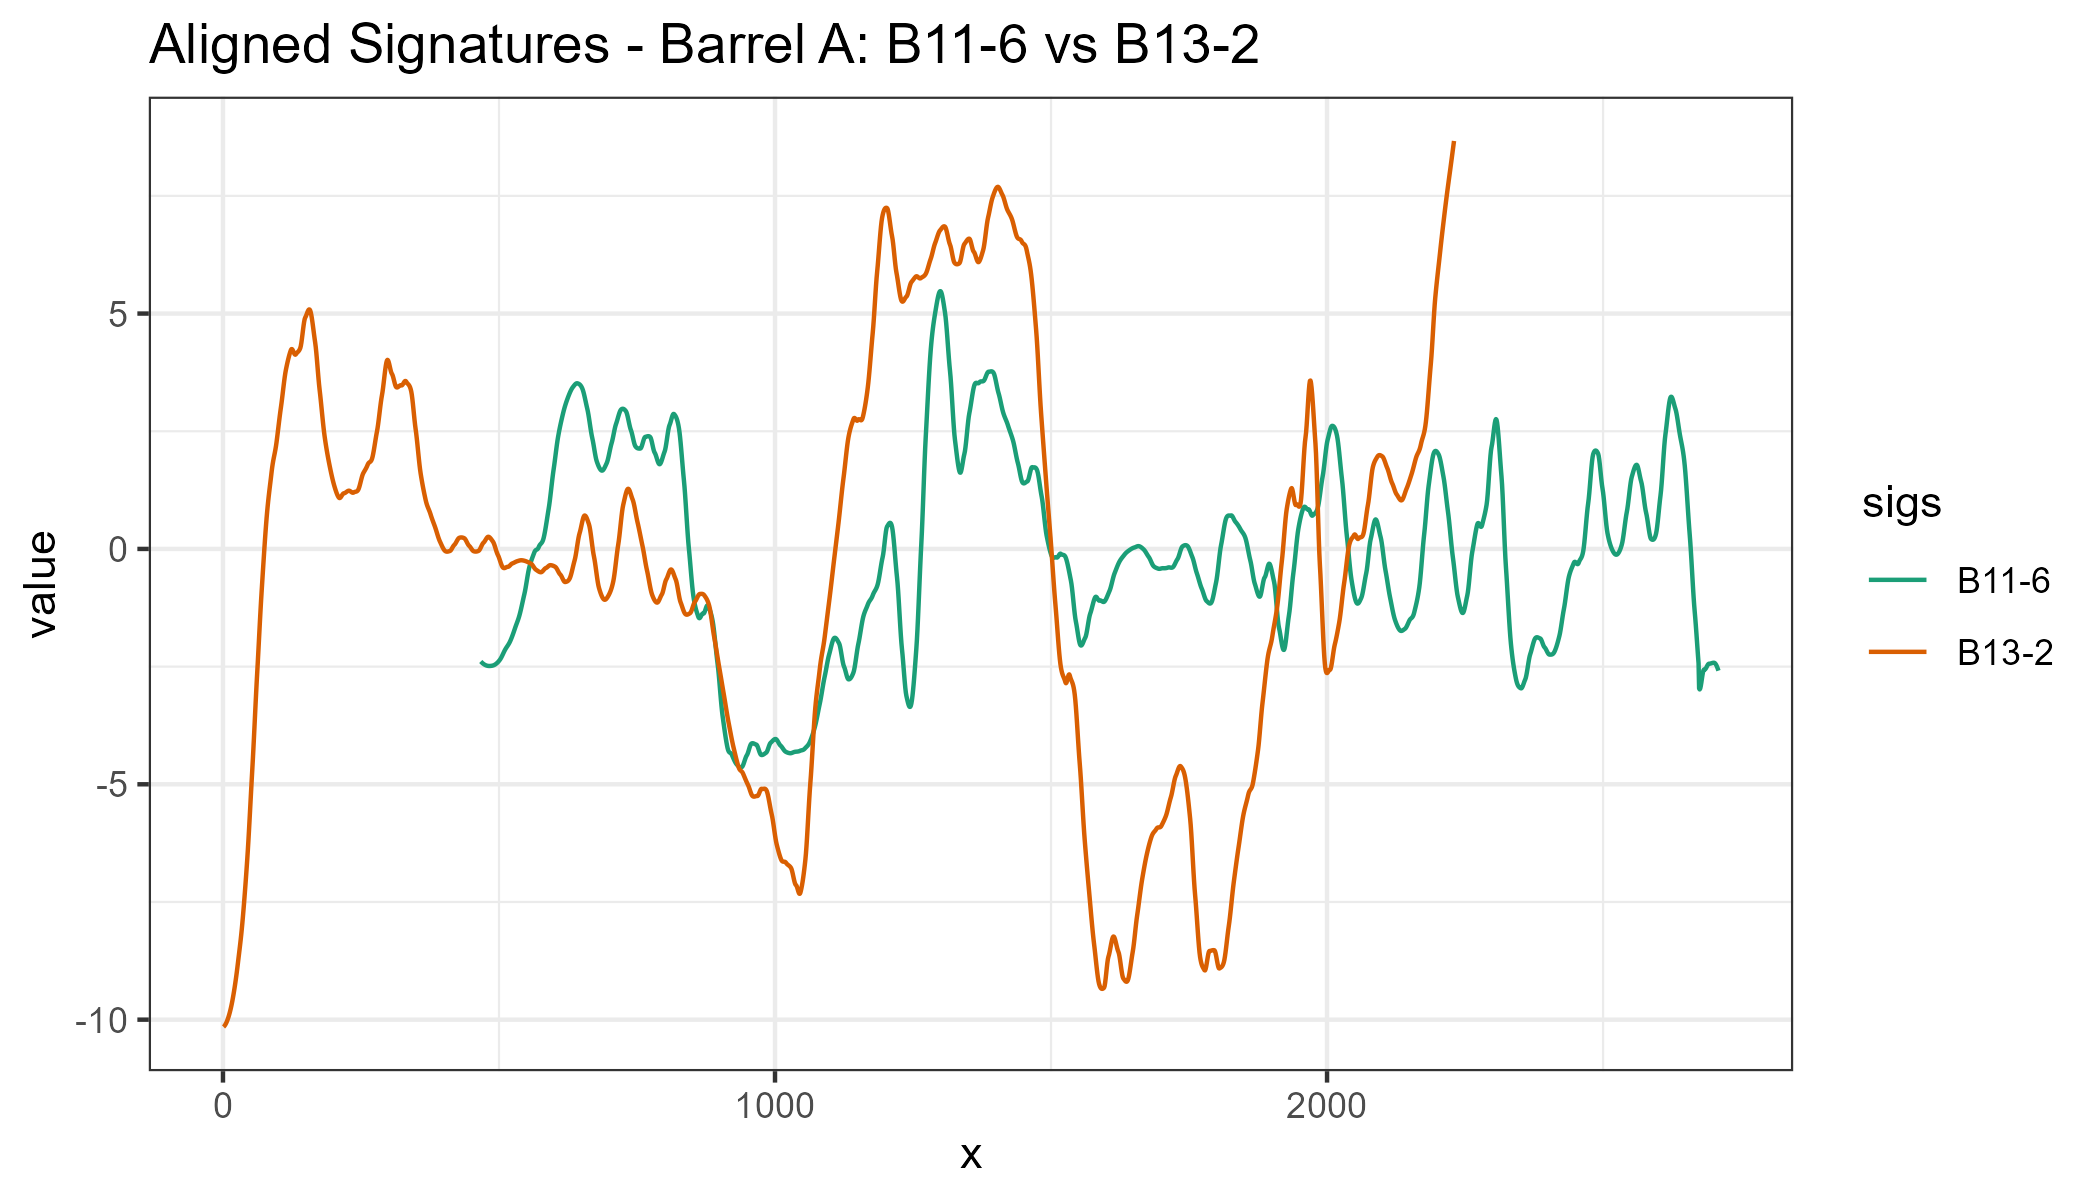 Aligned Signatures - Barrel A: B11-6 vs B13-2
value
5
0
-5
-10
0
1000
2000
x
sigs
B11-6
B13-2